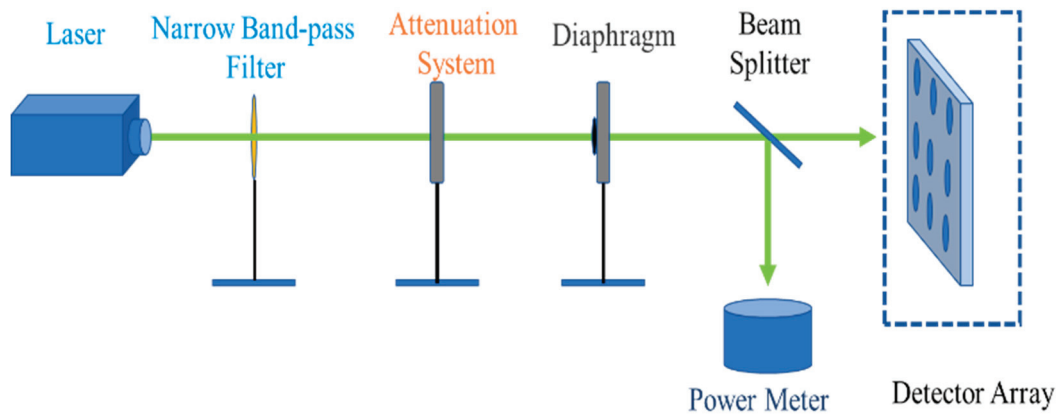 Laser
Narrow Band-pass
Filter
Attenuation
System
Diaphragm
Beam
Splitter
Power Meter
Detector Array